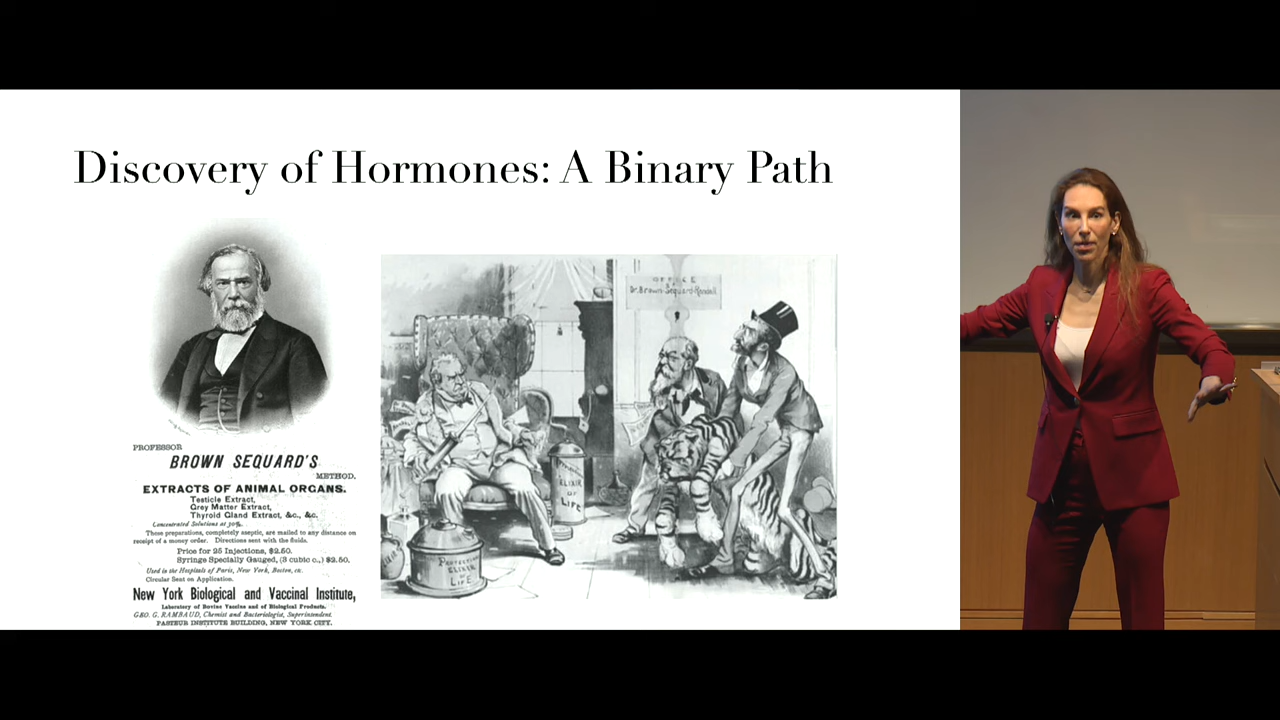 Discovery of Hormones: A Binary Path
PROFESSOR
BROWN SEQUARD'S
METHOD.
EXTRACTS OF ANIMAL ORGANS.
Testicle Extract,
Grey Matter Extract,
Thyroid Gland Extract, &c., &c.
Concentrated Solutions at 30%.
These preparations, completely aseptic, are mailed to any distance on
receipt of a money order. Directions sent with the fluids.
Price for 25 Injections, $2.50.
Syringe Specially Gauged, (3 cubic c.,) $2.50.
Used in the Hospitals of Paris, New York, Boston, etc.
Circular Sent on Application.
New York Biological and Vaccinal Institute,
Laboratory of Bovine Vaccine and of Biological Products.
GEO. G. RAMBAUD, Chemist and Bacteriologist, Superintendent.
PASTEUR INSTITUTE BUILDING, NEW YORK CITY.
OFFICE
Dr. Brown-Sequard-Randall
ELIXIR
OF
LIFE
PROTECTION
ELIXIR
OF
LIFE